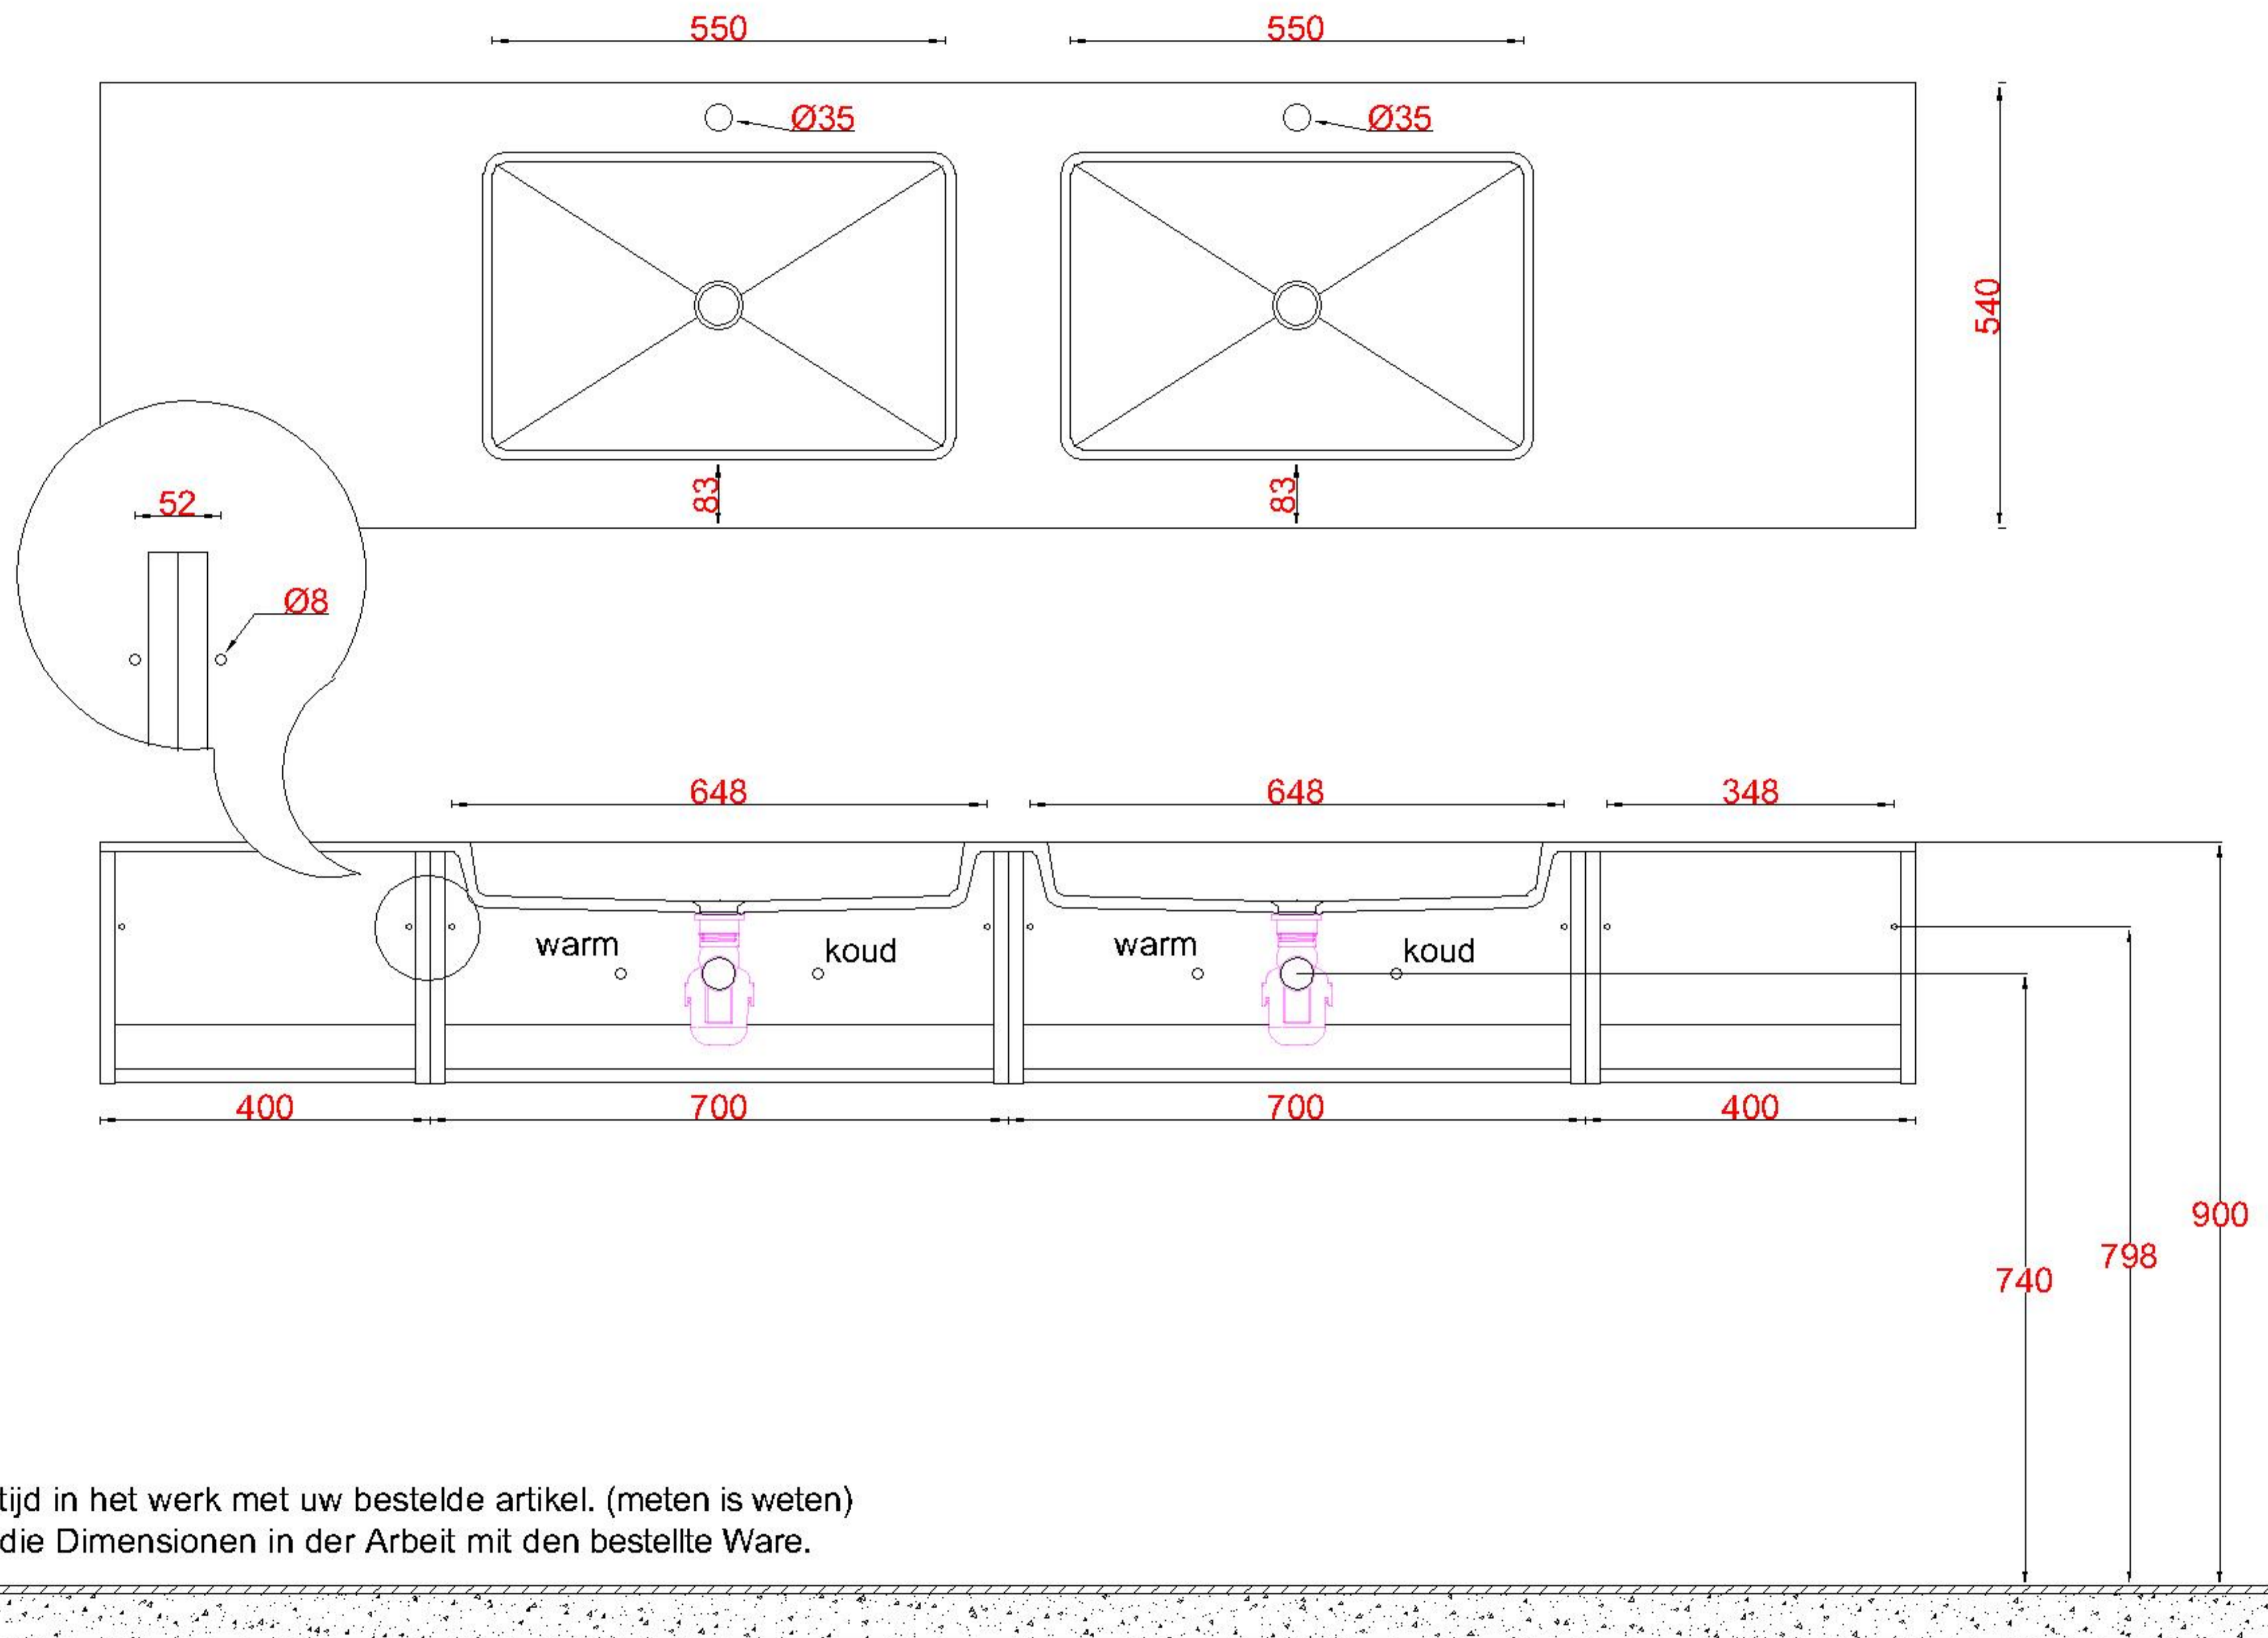 550 550
Ø35 Ø35
540
83 83
52
Ø8
648 648 348
warm koud warm koud
400 700 700 400
900
798
740
tijd in het werk met uw bestelde artikel. (meten is weten)
die Dimensionen in der Arbeit mit den bestellte Ware.